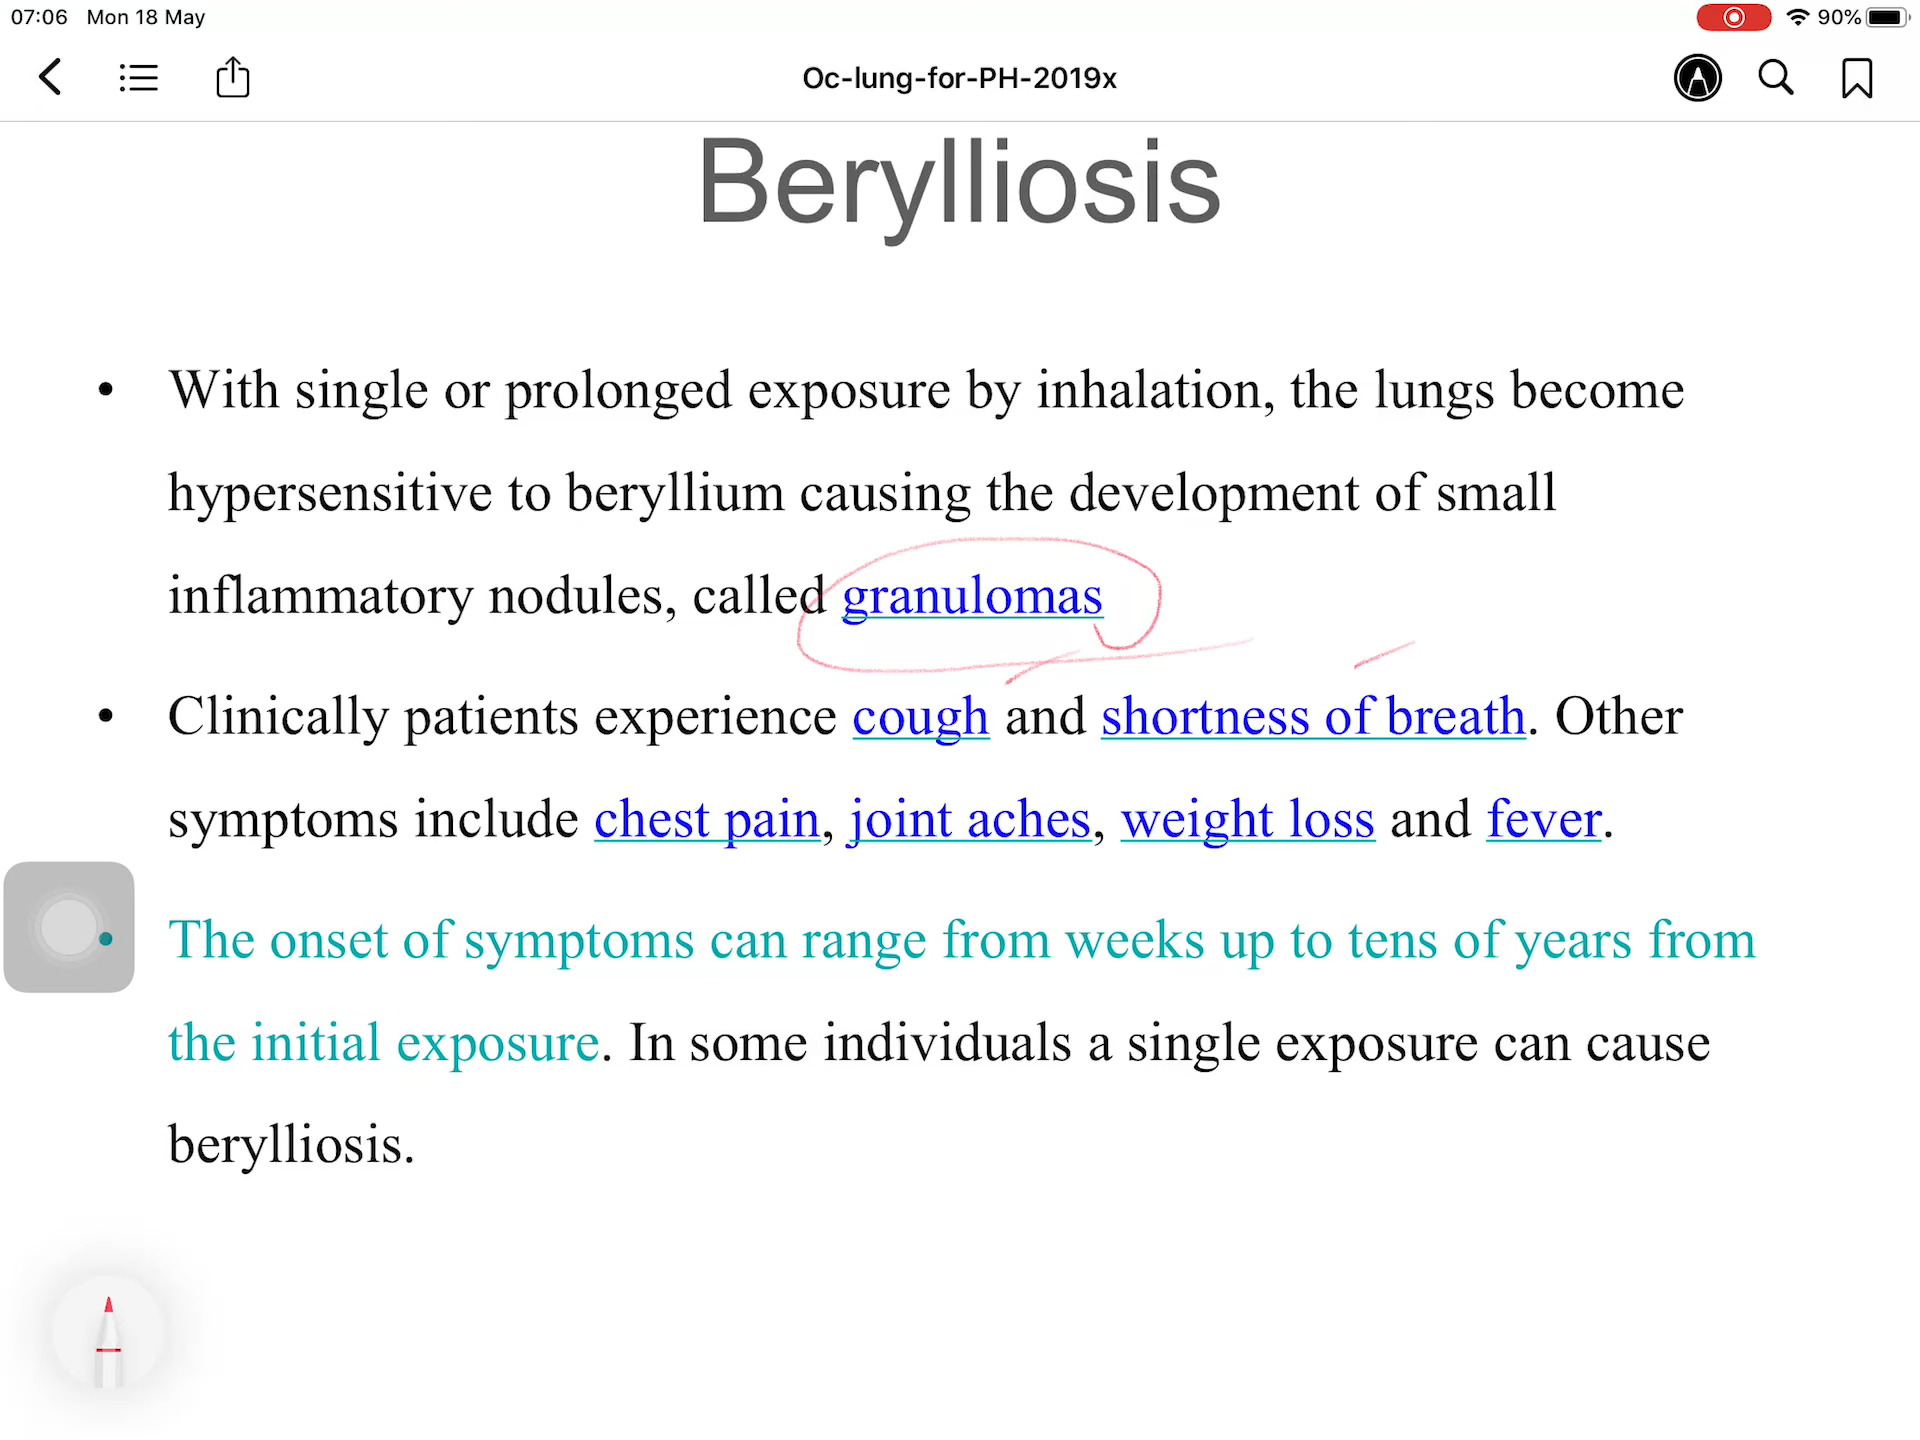 07:06 Mon 18 May 90%
Oc-lung-for-PH-2019x
Berylliosis
• With single or prolonged exposure by inhalation, the lungs become
hypersensitive to beryllium causing the development of small
inflammatory nodules, called granulomas
• Clinically patients experience cough and shortness of breath. Other
symptoms include chest pain, joint aches, weight loss and fever.
• The onset of symptoms can range from weeks up to tens of years from
the initial exposure. In some individuals a single exposure can cause
berylliosis.